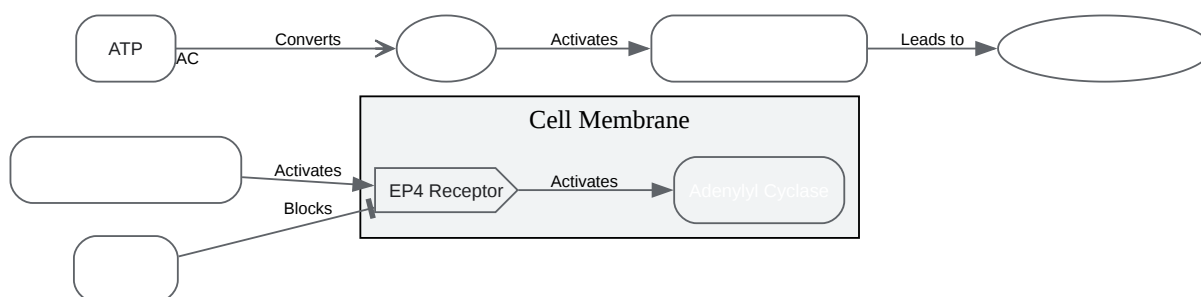 ATP
AC
Converts
Activates
Leads to
Cell Membrane
Activates
EP4 Receptor
Activates
Adenylyl Cyclase
Blocks